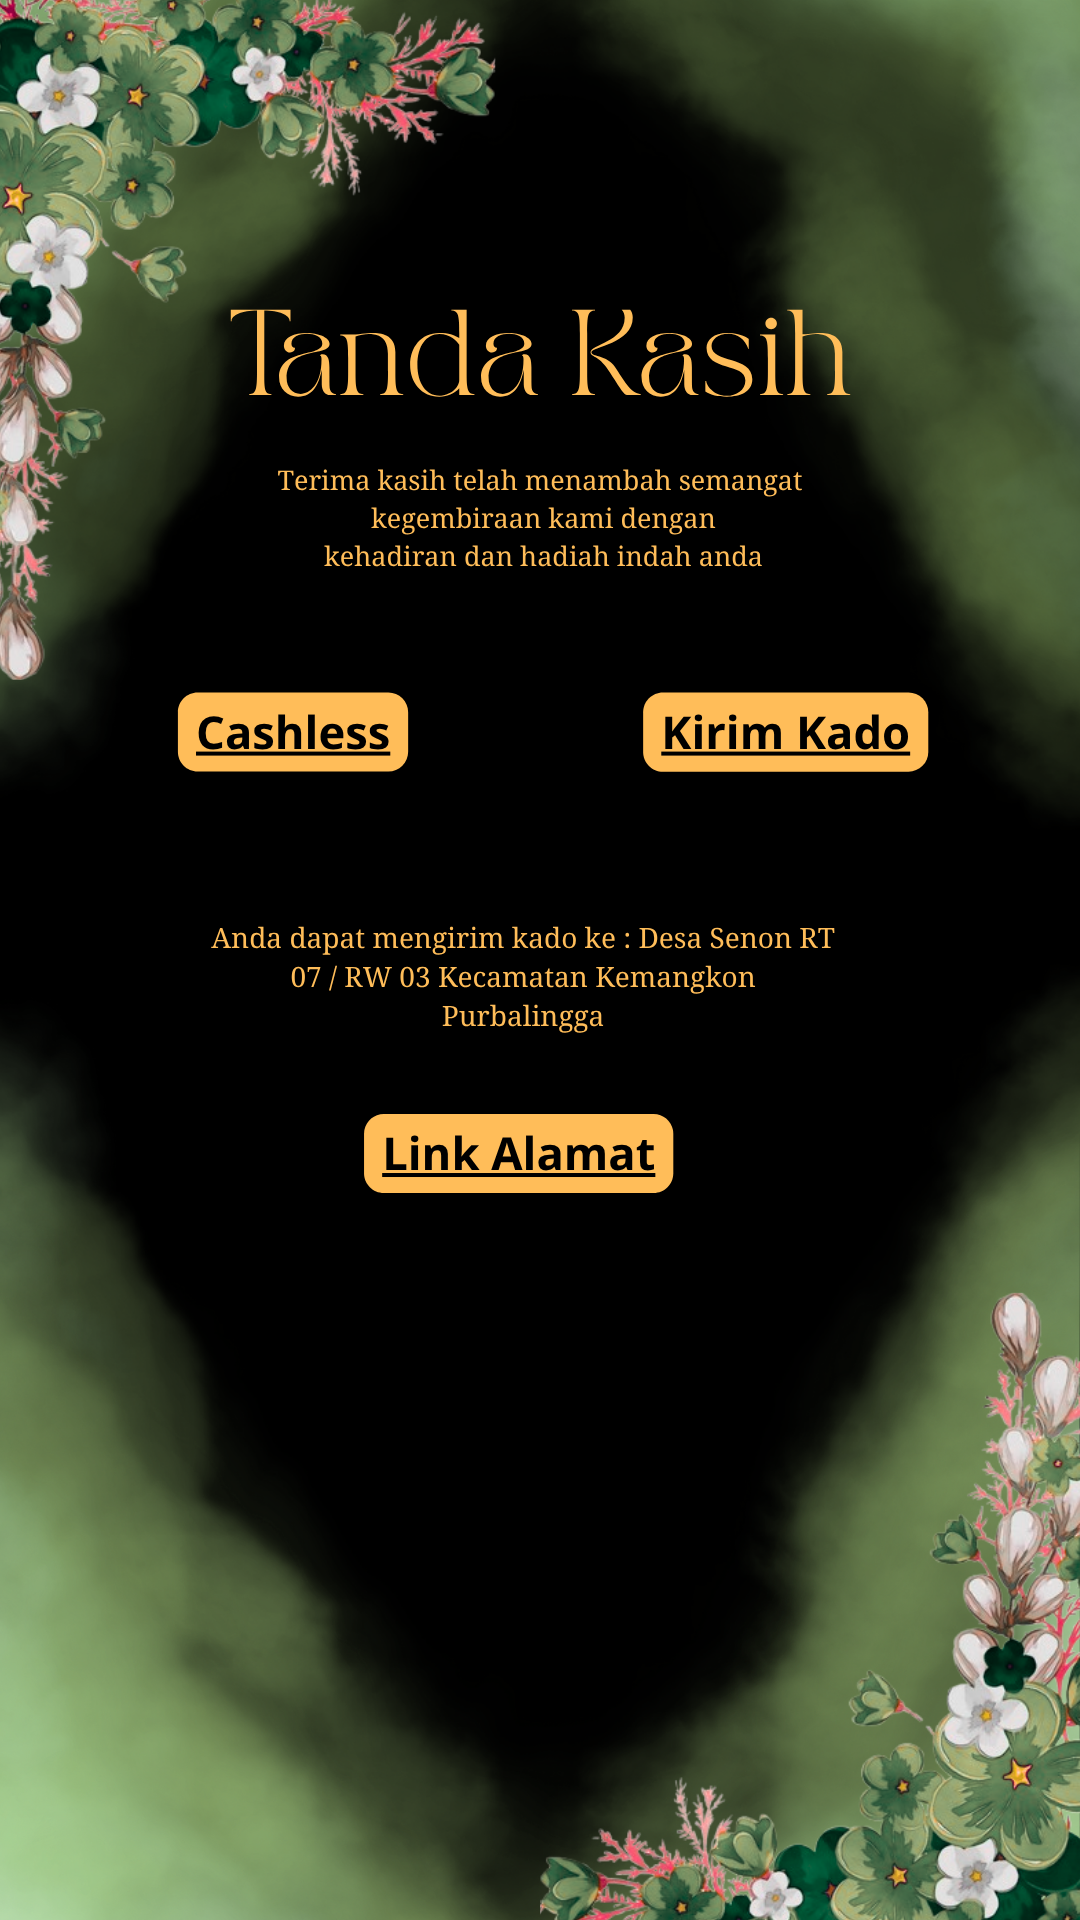 Tanda Kasih
Terima kasih telah menambah semangat
kegembiraan kami dengan
kehadiran dan hadiah indah anda
Cashless
Kirim Kado
Anda dapat mengirim kado ke : Desa Senon RT
07 / RW 03 Kecamatan Kemangkon
Purbalingga
Link Alamat